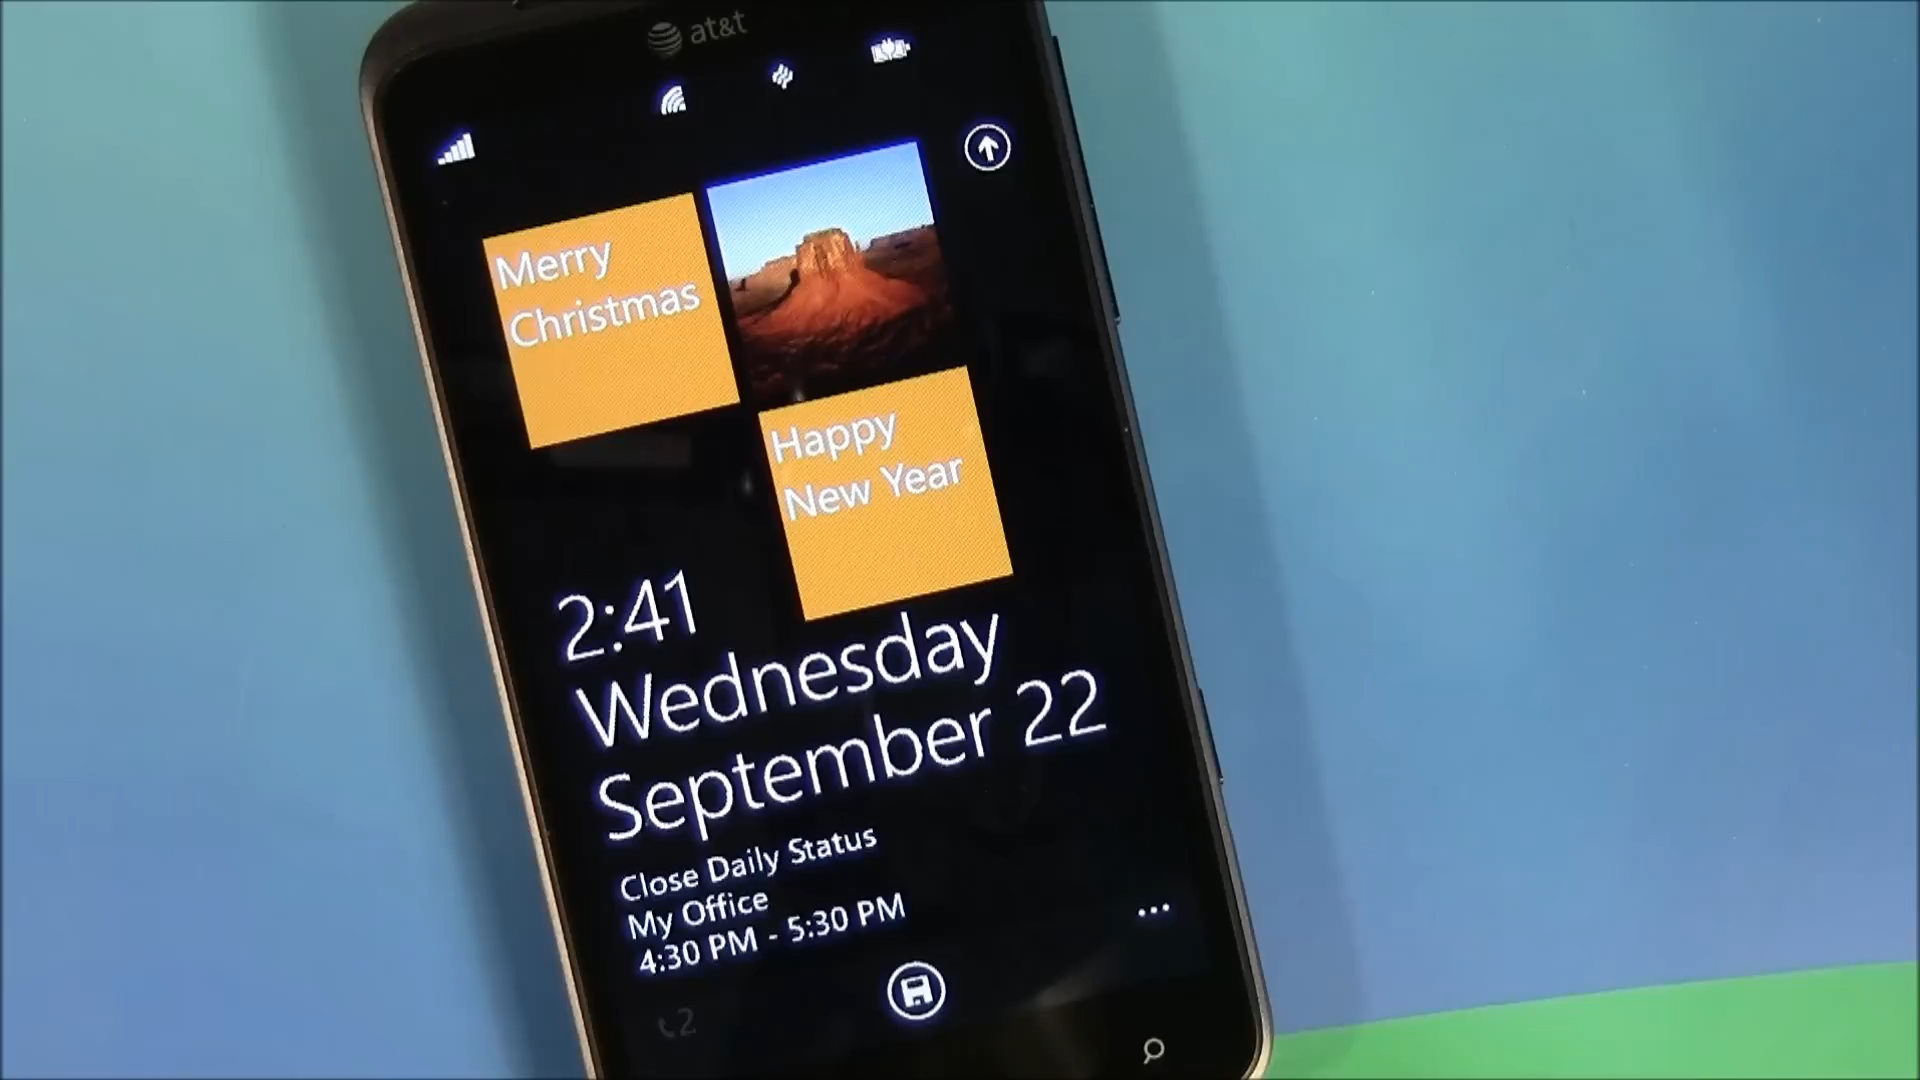 at&t
Merry
Christmas
Happy
New Year
2:41
Wednesday
September 22
Close Daily Status
My Office
4:30 PM - 5:30 PM
2